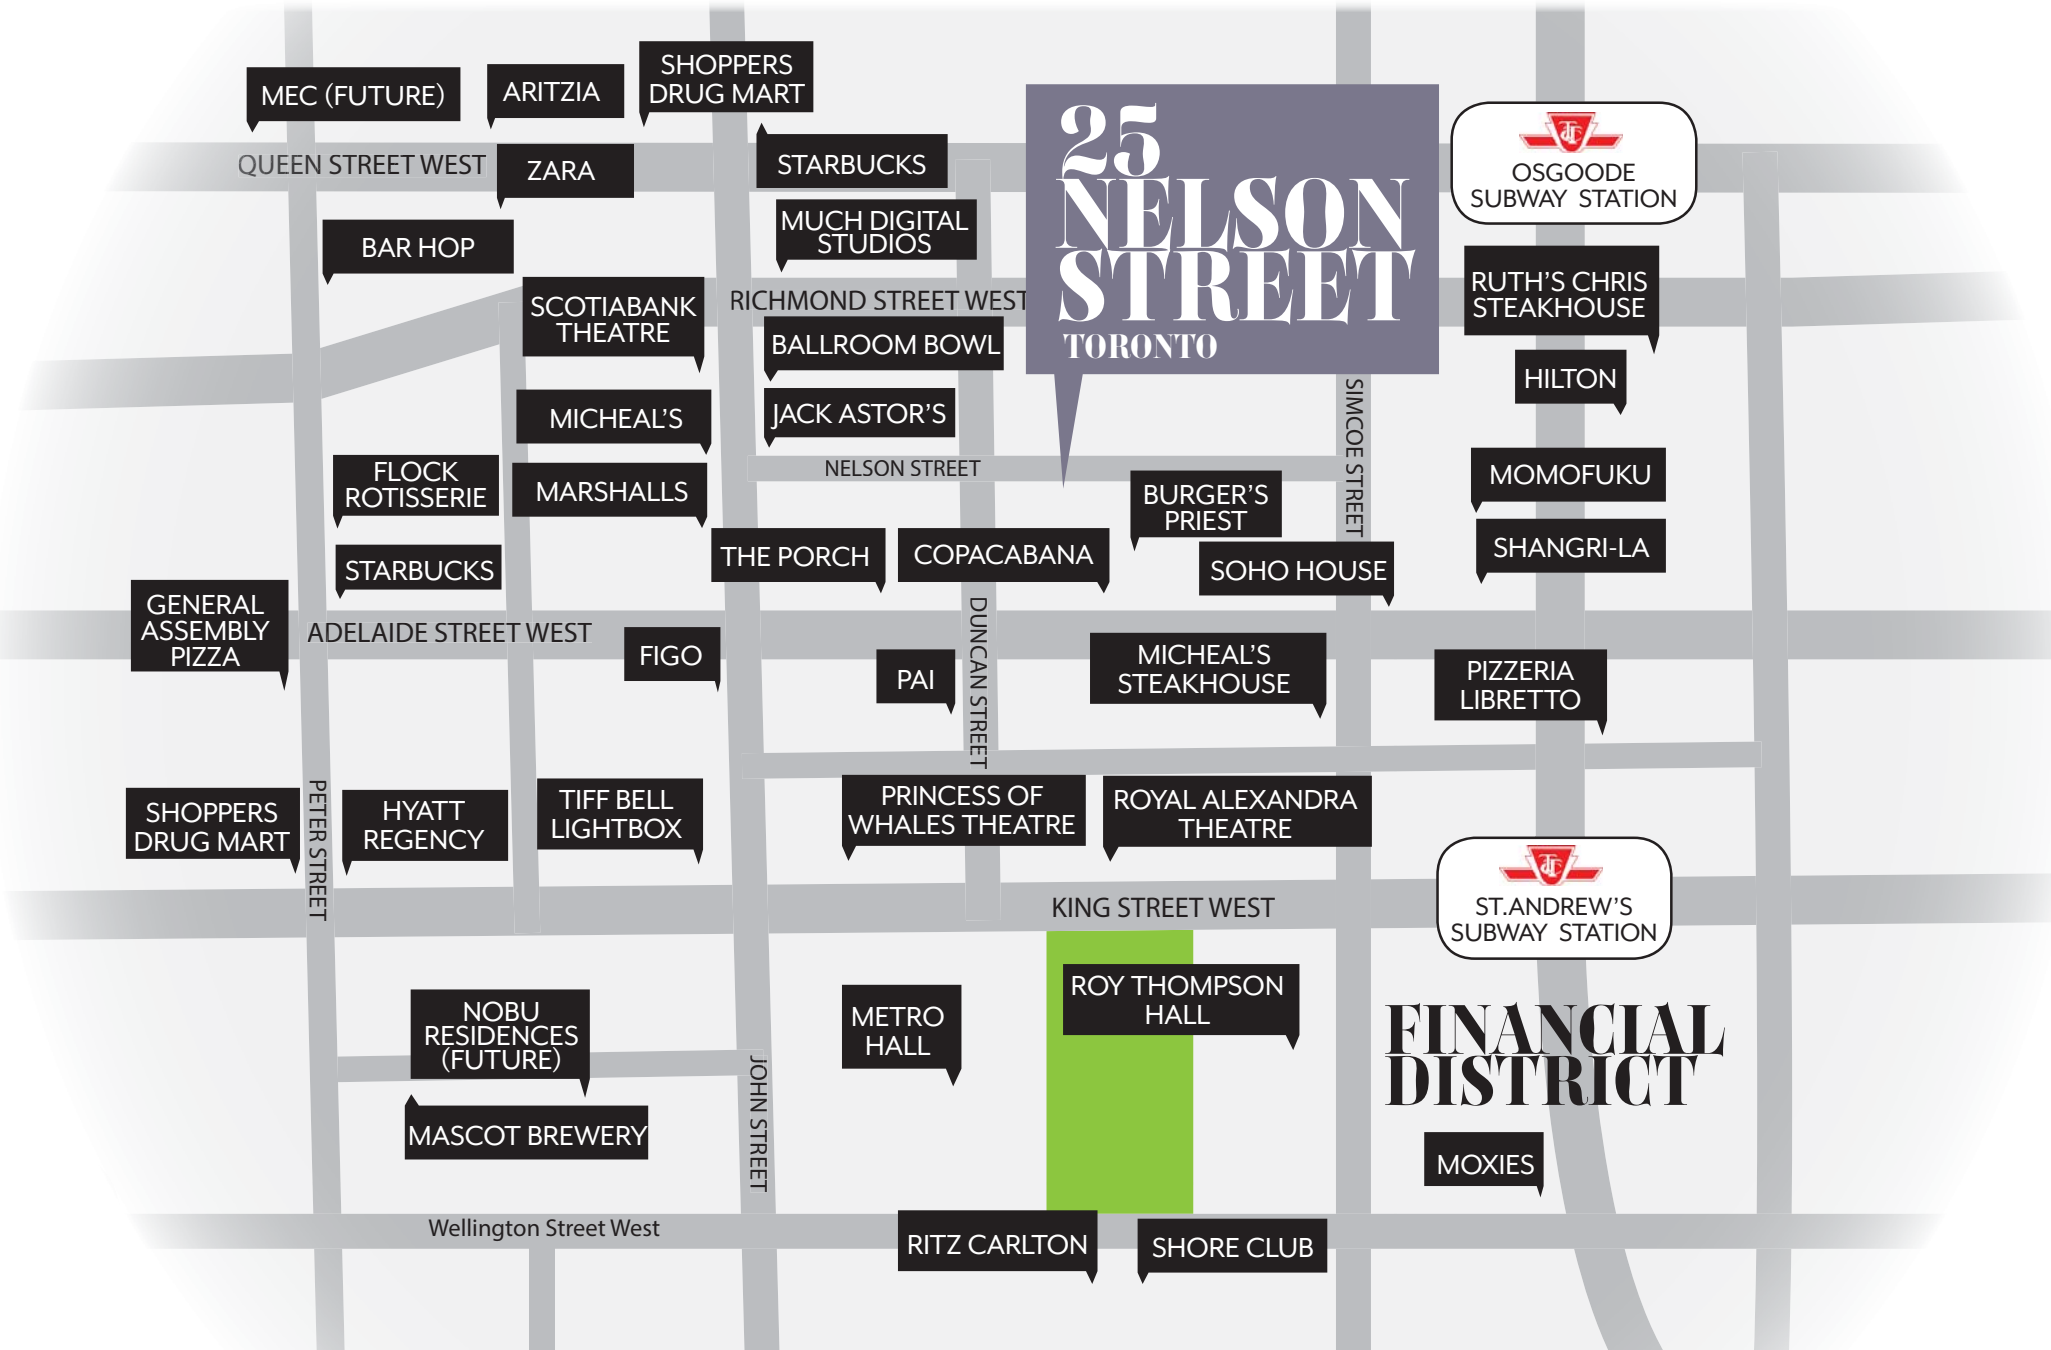 SHOPPERS
DRUG MART
MEC (FUTURE)
ARITZIA
25
NELSON
STREET
TORONTO
OSGOODE
SUBWAY STATION
QUEEN STREET WEST
ZARA
STARBUCKS
MUCH DIGITAL
STUDIOS
BAR HOP
SCOTIABANK
THEATRE
RICHMOND STREET WEST
RUTH'S CHRIS
STEAKHOUSE
BALLROOM BOWL
HILTON
MICHEAL'S
JACK ASTOR'S
SIMCOE STREET
FLOCK
ROTISSERIE
MARSHALLS
NELSON STREET
BURGER'S
PRIEST
MOMOFUKU
STARBUCKS
THE PORCH
COPACABANA
SOHO HOUSE
SHANGRI-LA
GENERAL
ASSEMBLY
PIZZA
ADELAIDE STREET WEST
FIGO
PAI
DUNCAN STREET
MICHEAL'S
STEAKHOUSE
PIZZERIA
LIBRETTO
SHOPPERS
DRUG MART
PETER STREET
HYATT
REGENCY
TIFF BELL
LIGHTBOX
PRINCESS OF
WHALES THEATRE
ROYAL ALEXANDRA
THEATRE
KING STREET WEST
ST.ANDREW'S
SUBWAY STATION
NOBU
RESIDENCES
(FUTURE)
METRO
HALL
ROY THOMPSON
HALL
FINANCIAL
DISTRICT
MASCOT BREWERY
JOHN STREET
MOXIES
Wellington Street West
RITZ CARLTON
SHORE CLUB